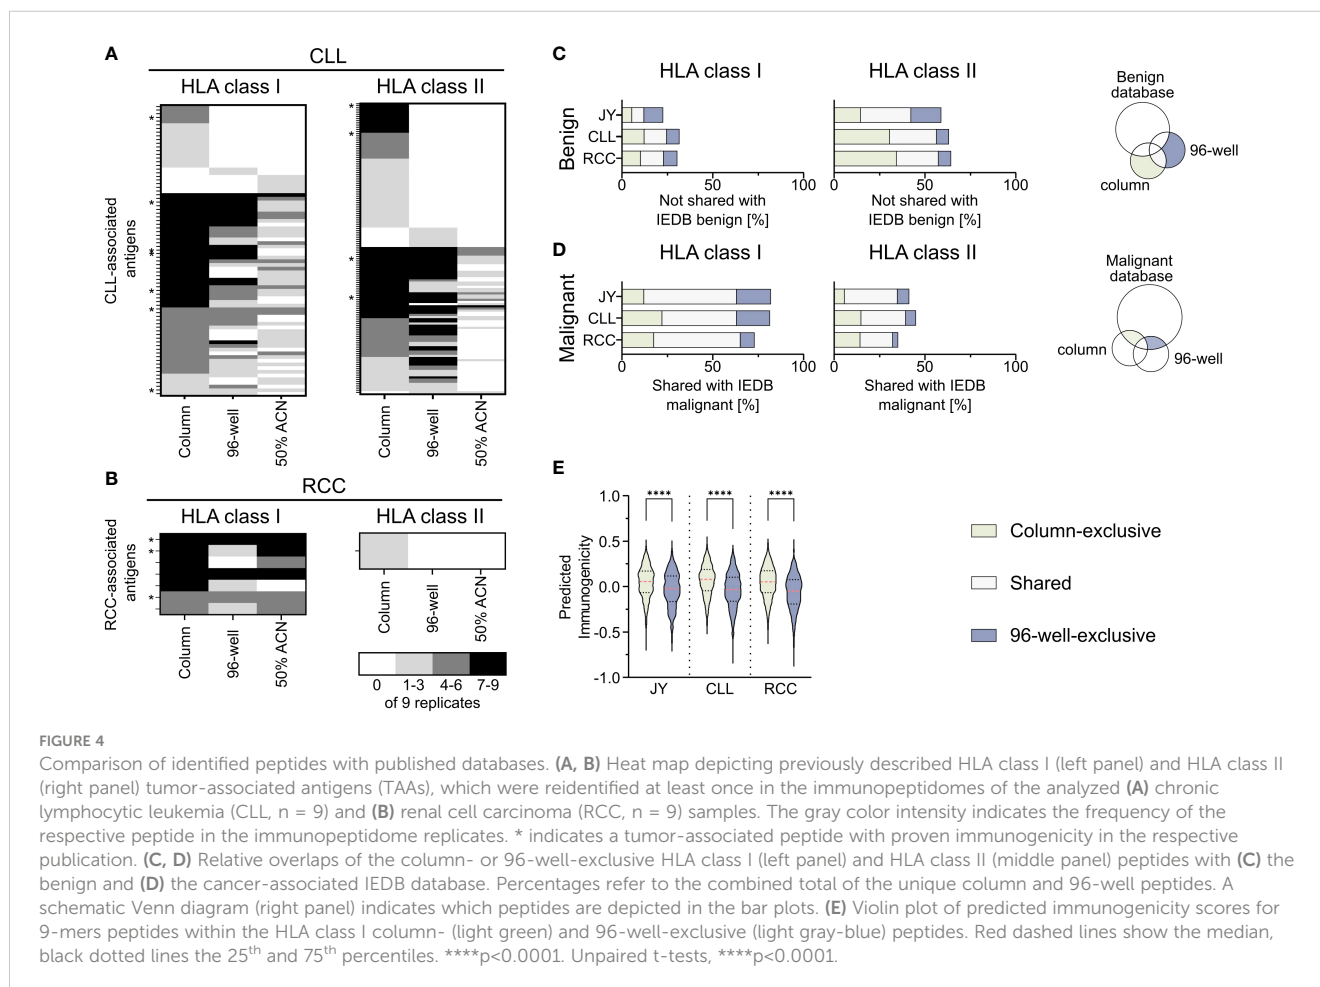 A
CLL
HLA class I
HLA class II
*
*
*
*
*
*
*
*
*
*
*
CLL-associated
antigens
Column
96-well
50% ACN
Column
96-well
50% ACN
B
RCC
HLA class I
HLA class II
*
*
*
RCC-associated
antigens
Column
96-well
50% ACN
Column
96-well
50% ACN
0 1-3 4-6 7-9
of 9 replicates
C
HLA class I
HLA class II
Benign
JY
CLL
RCC
0 50 100
0 50 100
Not shared with
IEDB benign [%]
Not shared with
IEDB benign [%]
Benign
database
96-well
column
D
HLA class I
HLA class II
Malignant
JY
CLL
RCC
0 50 100
0 50 100
Shared with IEDB
malignant [%]
Shared with IEDB
malignant [%]
Malignant
database
column
96-well
E
Predicted
Immunogenicity
1.0
0.5
0.0
-0.5
-1.0
**** **** ****
JY CLL RCC
Column-exclusive
Shared
96-well-exclusive
FIGURE 4
Comparison of identified peptides with published databases. (A, B) Heat map depicting previously described HLA class I (left panel) and HLA class II
(right panel) tumor-associated antigens (TAAs), which were reidentified at least once in the immunopeptidomes of the analyzed (A) chronic
lymphocytic leukemia (CLL, n = 9) and (B) renal cell carcinoma (RCC, n = 9) samples. The gray color intensity indicates the frequency of the
respective peptide in the immunopeptidome replicates. * indicates a tumor-associated peptide with proven immunogenicity in the respective
publication. (C, D) Relative overlaps of the column- or 96-well-exclusive HLA class I (left panel) and HLA class II (middle panel) peptides with (C) the
benign and (D) the cancer-associated IEDB database. Percentages refer to the combined total of the unique column and 96-well peptides. A
schematic Venn diagram (right panel) indicates which peptides are depicted in the bar plots. (E) Violin plot of predicted immunogenicity scores for
9-mers peptides within the HLA class I column- (light green) and 96-well-exclusive (light gray-blue) peptides. Red dashed lines show the median,
black dotted lines the 25th and 75th percentiles. ****p<0.0001. Unpaired t-tests, ****p<0.0001.